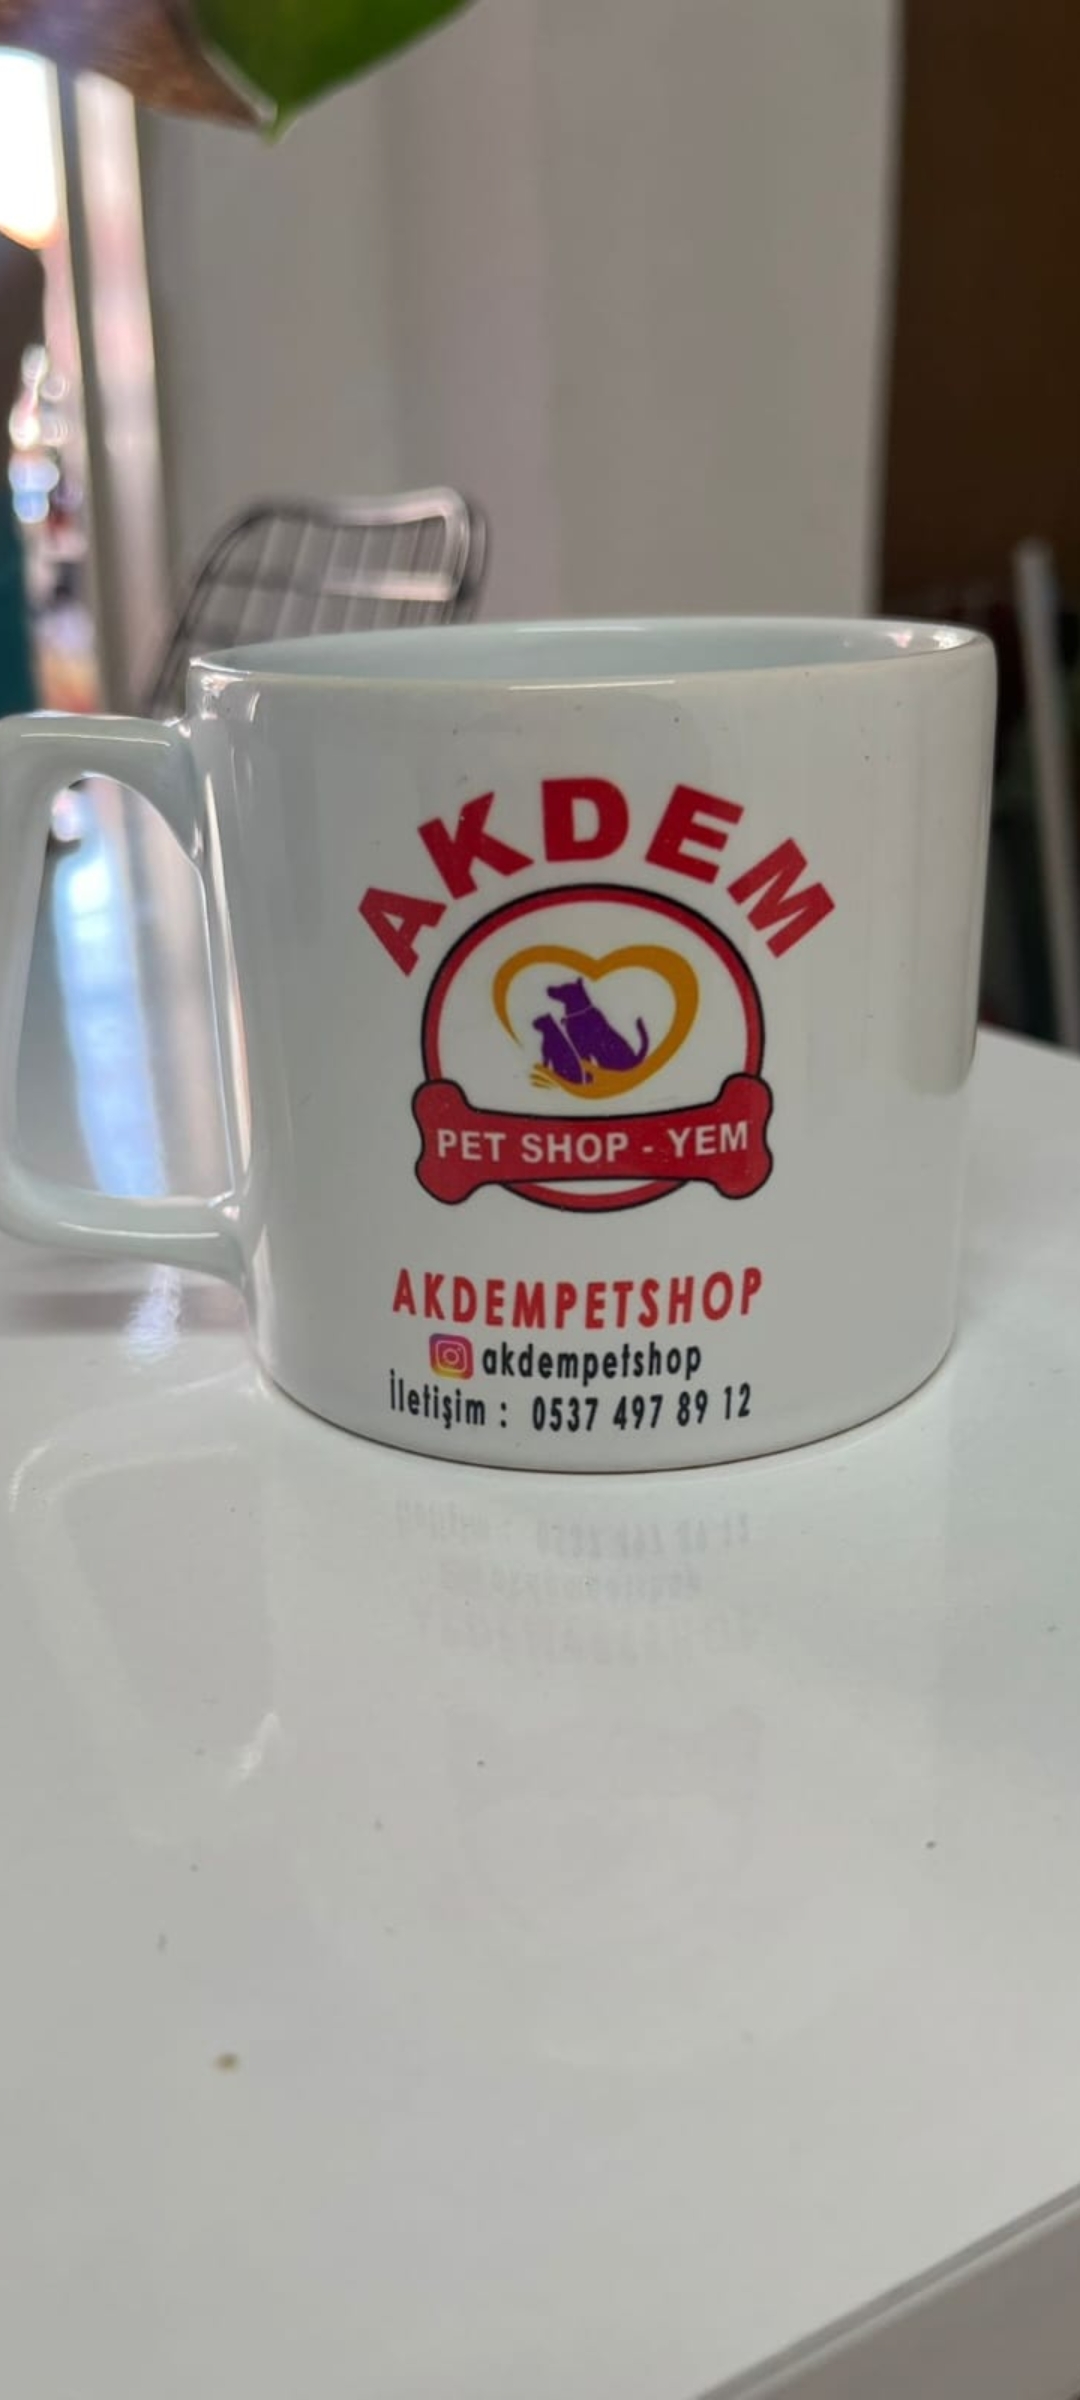 AKDEM
PET SHOP - YEM
AKDEMPETSHOP
akdempetshop
İletişim : 0537 497 89 12